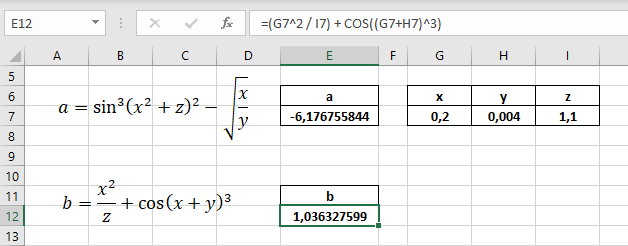 E12 fx =(G7^2 / I7) + COS((G7+H7)^3)
A B C D E F G H I
5
6 a x y z
7 a = sin³(x² + z)² − √(x/y) -6,176755844 0,2 0,004 1,1
8
9
10
11 b
12 b = x²/z + cos(x + y)³ 1,036327599
13